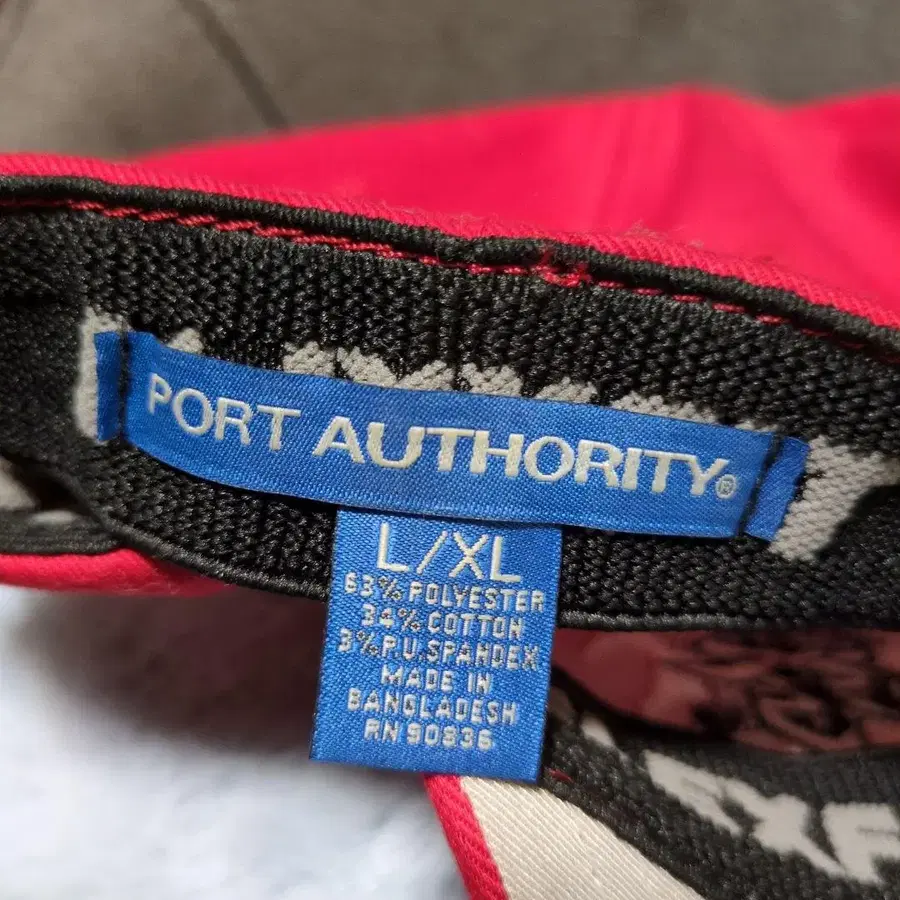 PORT AUTHORITY®
L/XL
63% POLYESTER
34% COTTON
3% P.U. SPANDEX
MADE IN
BANGLADESH
RN 90836